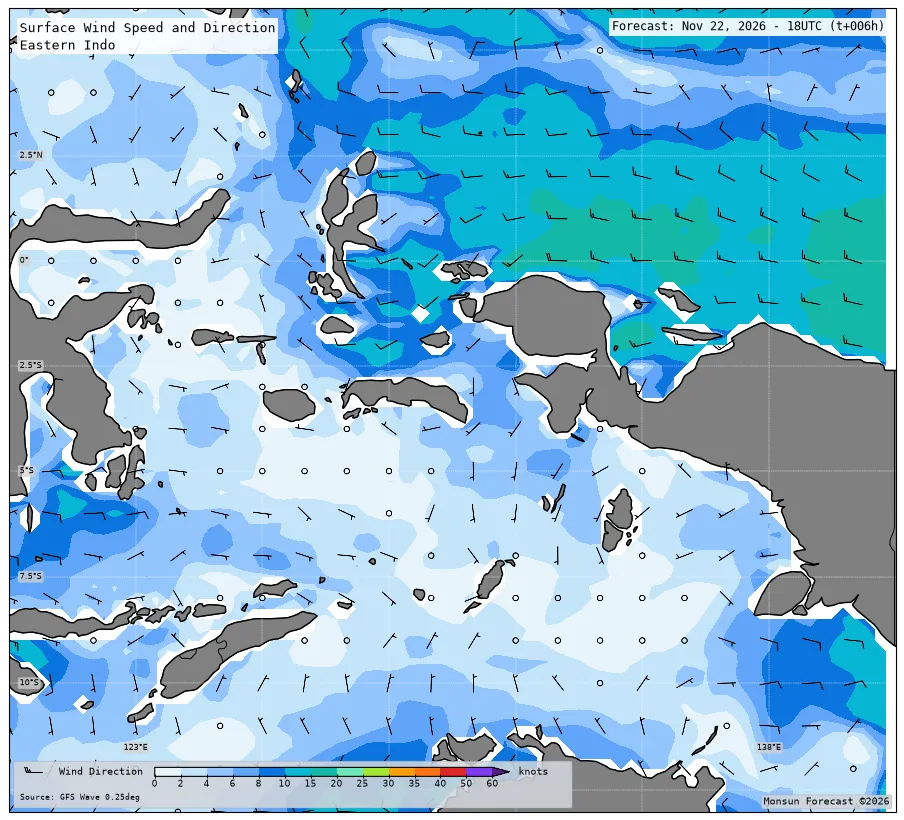 Surface Wind Speed and Direction
Eastern Indo
Forecast: Nov 22, 2026 - 18UTC (t+006h)
2.5°N
0°
2.5°S
5°S
7.5°S
10°S
123°E
138°E
Wind Direction
knots
0 2 4 6 8 10 15 20 25 30 35 40 50 60
Source: GFS Wave 0.25deg
Monsun Forecast ©2026